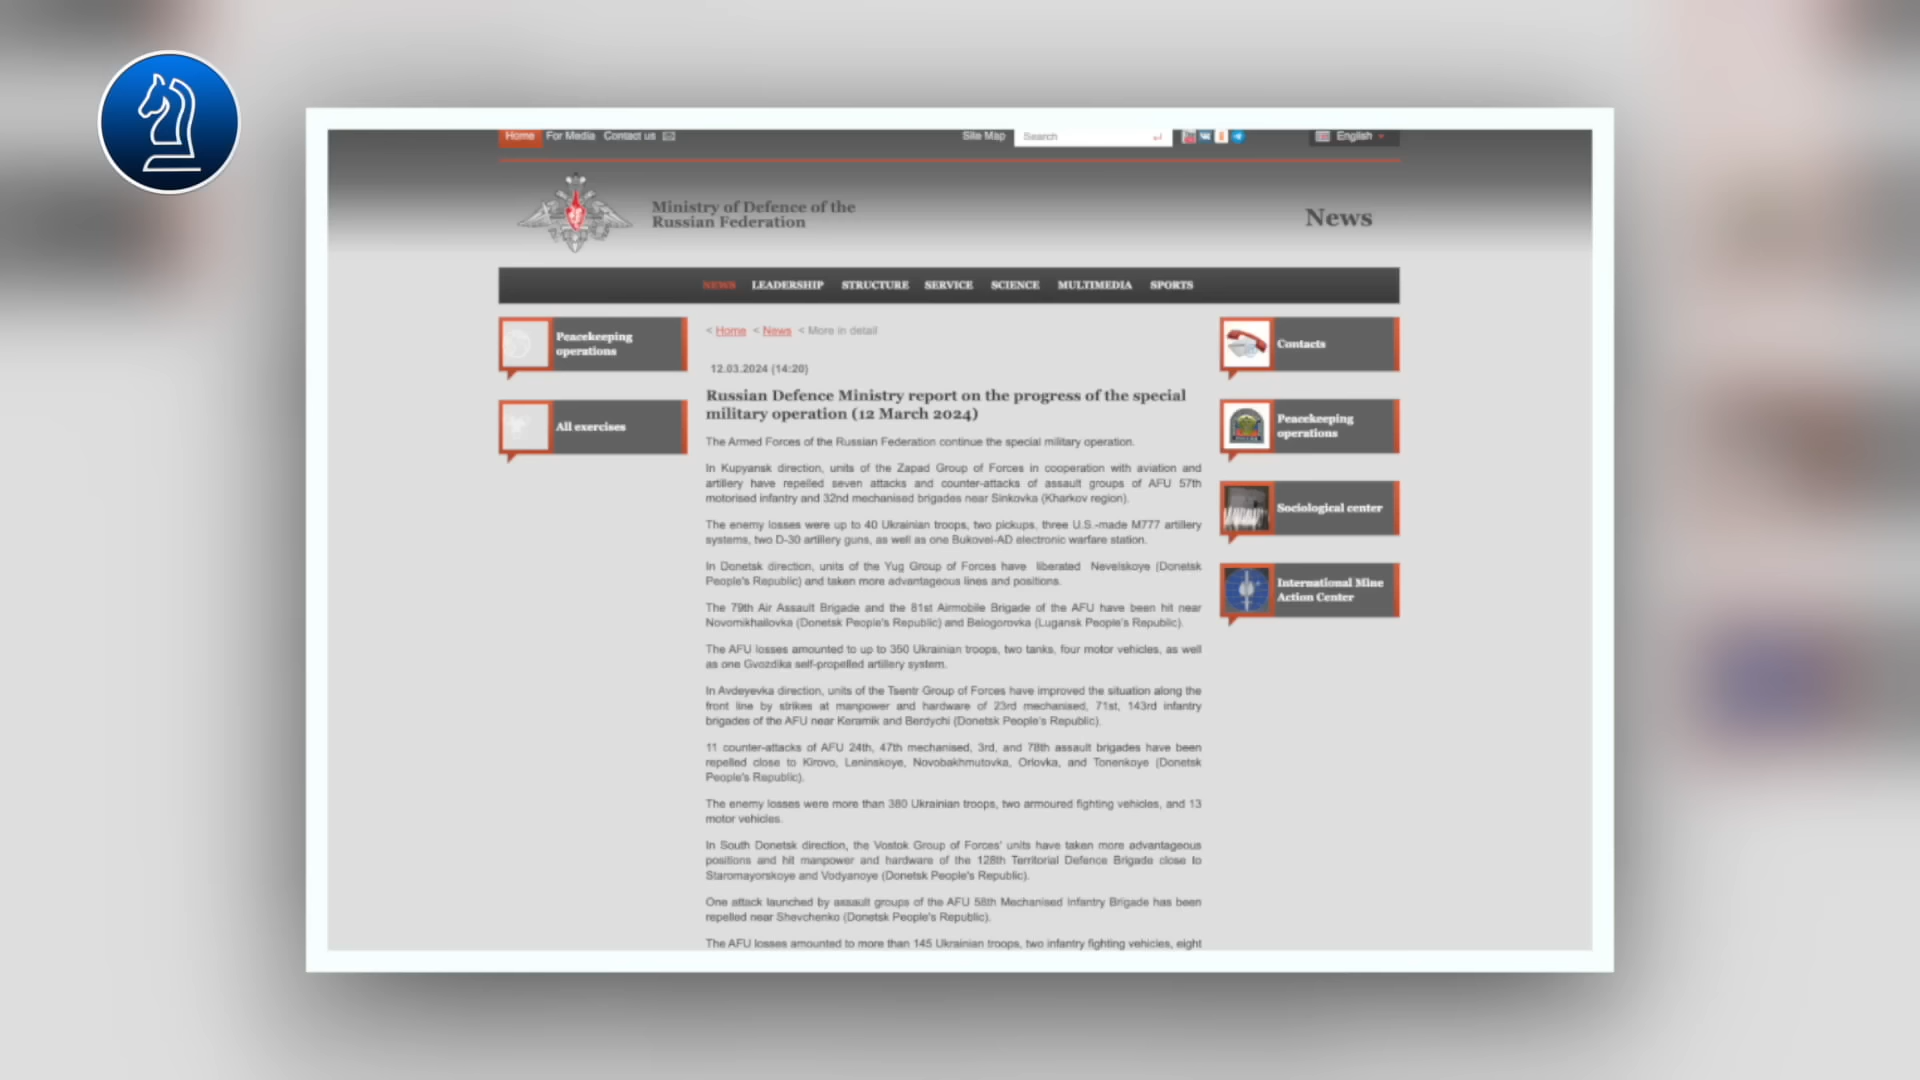 Home For Media Contact us Site Map Search English
Ministry of Defence of the
Russian Federation
News
NEWS LEADERSHIP STRUCTURE SERVICE SCIENCE MULTIMEDIA SPORTS
Peacekeeping
operations
All exercises
< Home < News < More in detail
12.03.2024 (14:20)
Russian Defence Ministry report on the progress of the special
military operation (12 March 2024)
The Armed Forces of the Russian Federation continue the special military operation.
In Kupyansk direction, units of the Zapad Group of Forces in cooperation with aviation and
artillery have repelled seven attacks and counter-attacks of assault groups of AFU 57th
motorised infantry and 32nd mechanised brigades near Sinkovka (Kharkov region).
The enemy losses were up to 40 Ukrainian troops, two pickups, three U.S.-made M777 artillery
systems, two D-30 artillery guns, as well as one Bukovel-AD electronic warfare station.
In Donetsk direction, units of the Yug Group of Forces have liberated Nevelskoye (Donetsk
People's Republic) and taken more advantageous lines and positions.
The 79th Air Assault Brigade and the 81st Airmobile Brigade of the AFU have been hit near
Novomikhailovka (Donetsk People's Republic) and Belogorovka (Lugansk People's Republic).
The AFU losses amounted to up to 350 Ukrainian troops, two tanks, four motor vehicles, as well
as one Gvozdika self-propelled artillery system.
In Avdeyevka direction, units of the Tsentr Group of Forces have improved the situation along the
front line by strikes at manpower and hardware of 23rd mechanised, 71st, 143rd infantry
brigades of the AFU near Keramik and Berdychi (Donetsk People's Republic).
11 counter-attacks of AFU 24th, 47th mechanised, 3rd, and 78th assault brigades have been
repelled close to Kirovo, Leninskoye, Novobakhmutovka, Orlovka, and Tonenkoye (Donetsk
People's Republic).
The enemy losses were more than 380 Ukrainian troops, two armoured fighting vehicles, and 13
motor vehicles.
In South Donetsk direction, the Vostok Group of Forces' units have taken more advantageous
positions and hit manpower and hardware of the 128th Territorial Defence Brigade close to
Staromayorskoye and Vodyanoye (Donetsk People's Republic).
One attack launched by assault groups of the AFU 58th Mechanised Infantry Brigade has been
repelled near Shevchenko (Donetsk People's Republic).
The AFU losses amounted to more than 145 Ukrainian troops, two infantry fighting vehicles, eight
Contacts
Peacekeeping
operations
Sociological center
International Mine
Action Center